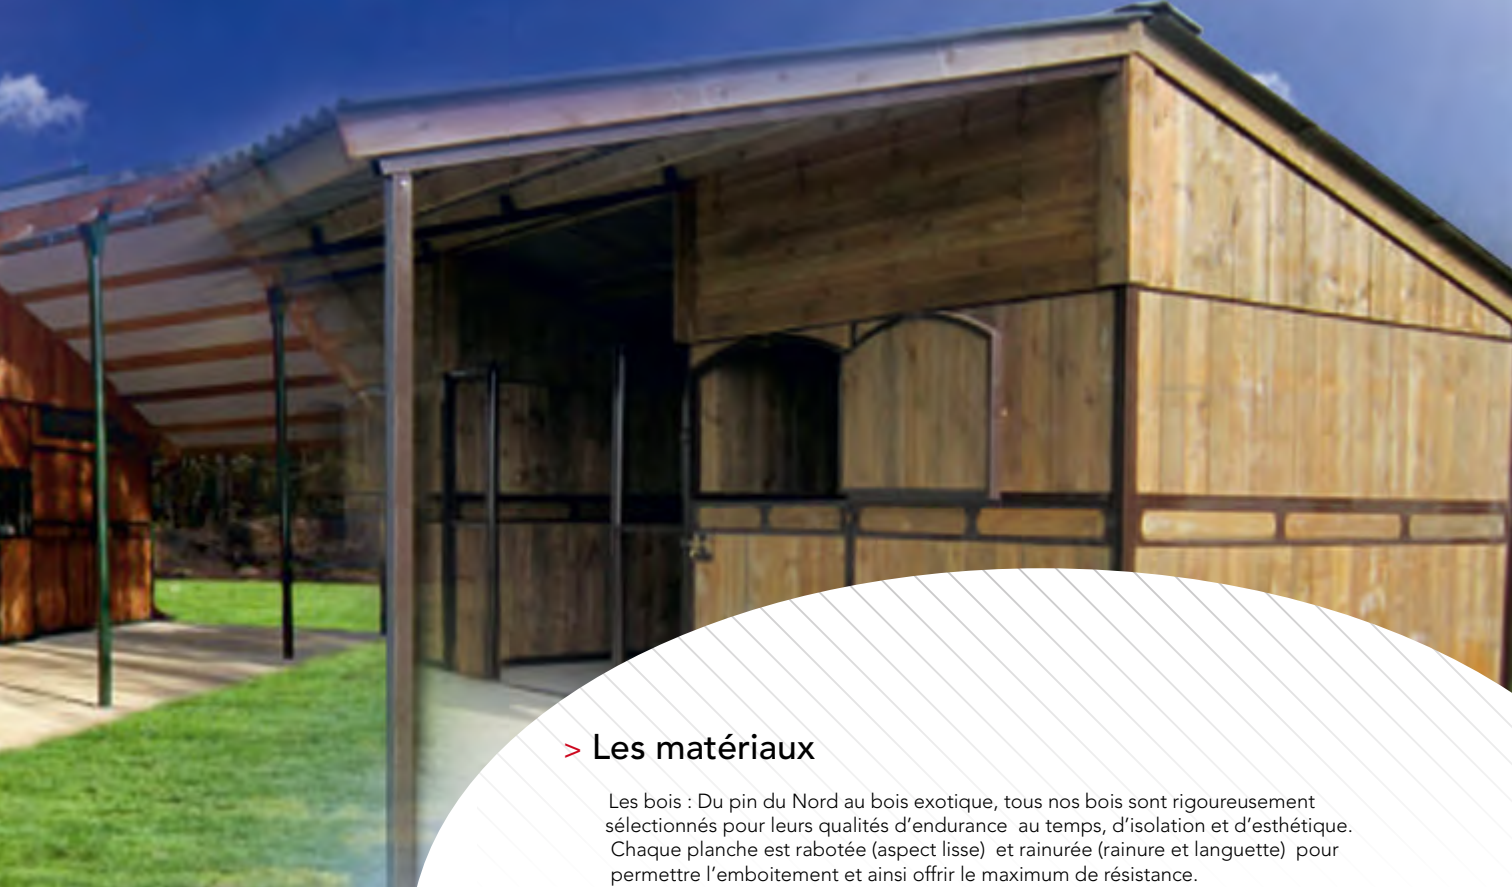 > Les matériaux
Les bois : Du pin du Nord au bois exotique, tous nos bois sont rigoureusement
sélectionnés pour leurs qualités d’endurance au temps, d’isolation et d’esthétique.
Chaque planche est rabotée (aspect lisse) et rainurée (rainure et languette) pour
permettre l’emboitement et ainsi offrir le maximum de résistance.